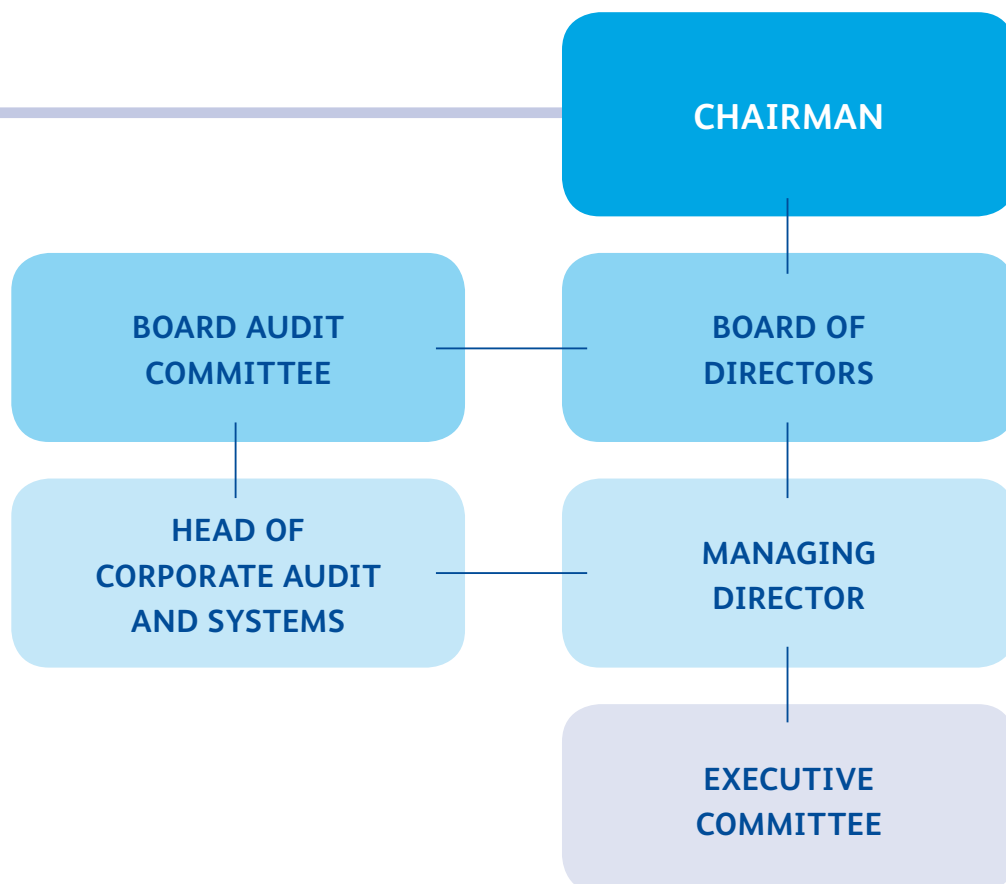 CHAIRMAN
BOARD AUDIT
COMMITTEE
BOARD OF
DIRECTORS
HEAD OF
CORPORATE AUDIT
AND SYSTEMS
MANAGING
DIRECTOR
EXECUTIVE
COMMITTEE